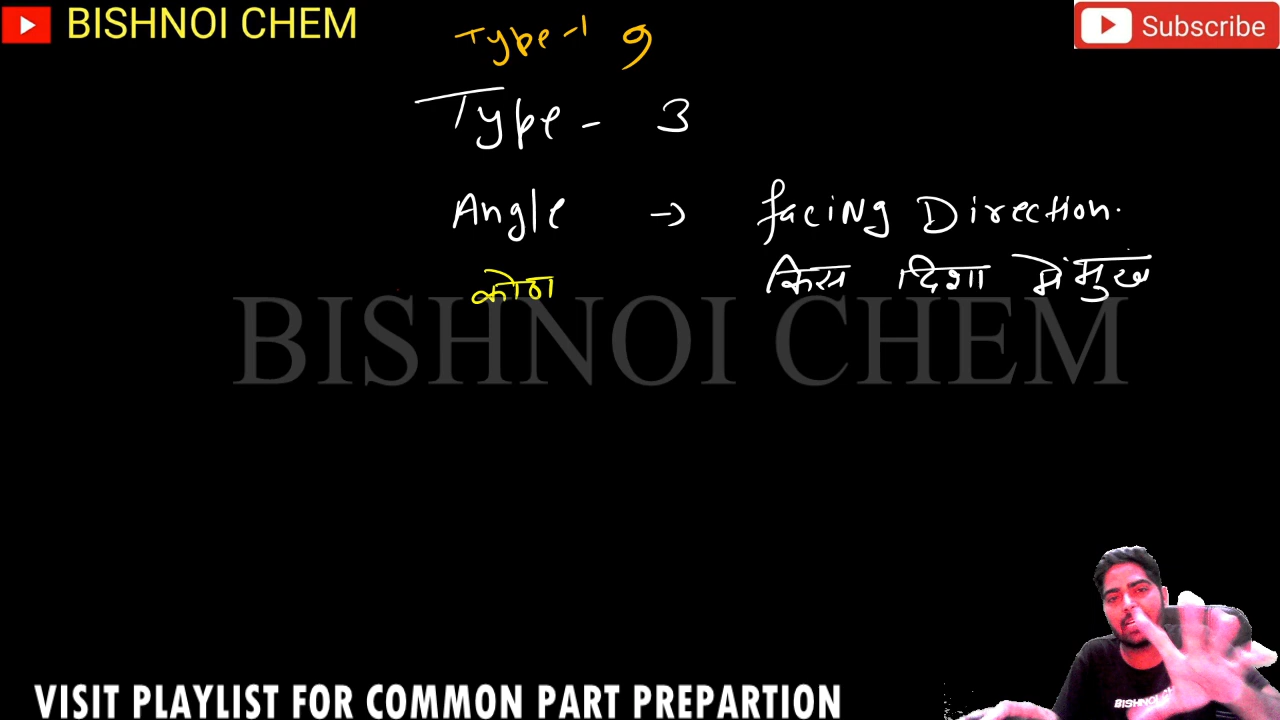 BISHNOI CHEM
Subscribe
Type-1 9
Type - 3
Angle → facing Direction.
कोण किस दिशा में मुख
BISHNOI CHEM
BISHNOI
VISIT PLAYLIST FOR COMMON PART PREPARTION